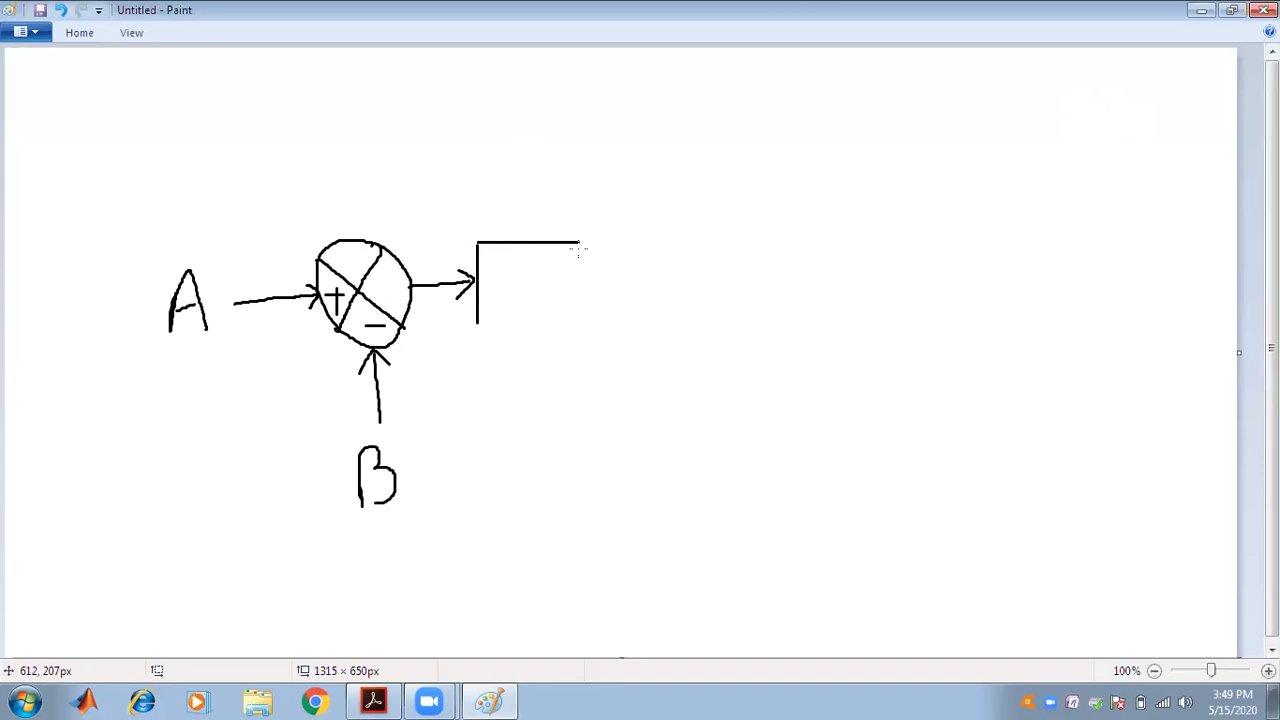 Untitled - Paint
Home View
A
+
−
B
612, 207px
1315 × 650px
100%
3:49 PM
5/15/2020